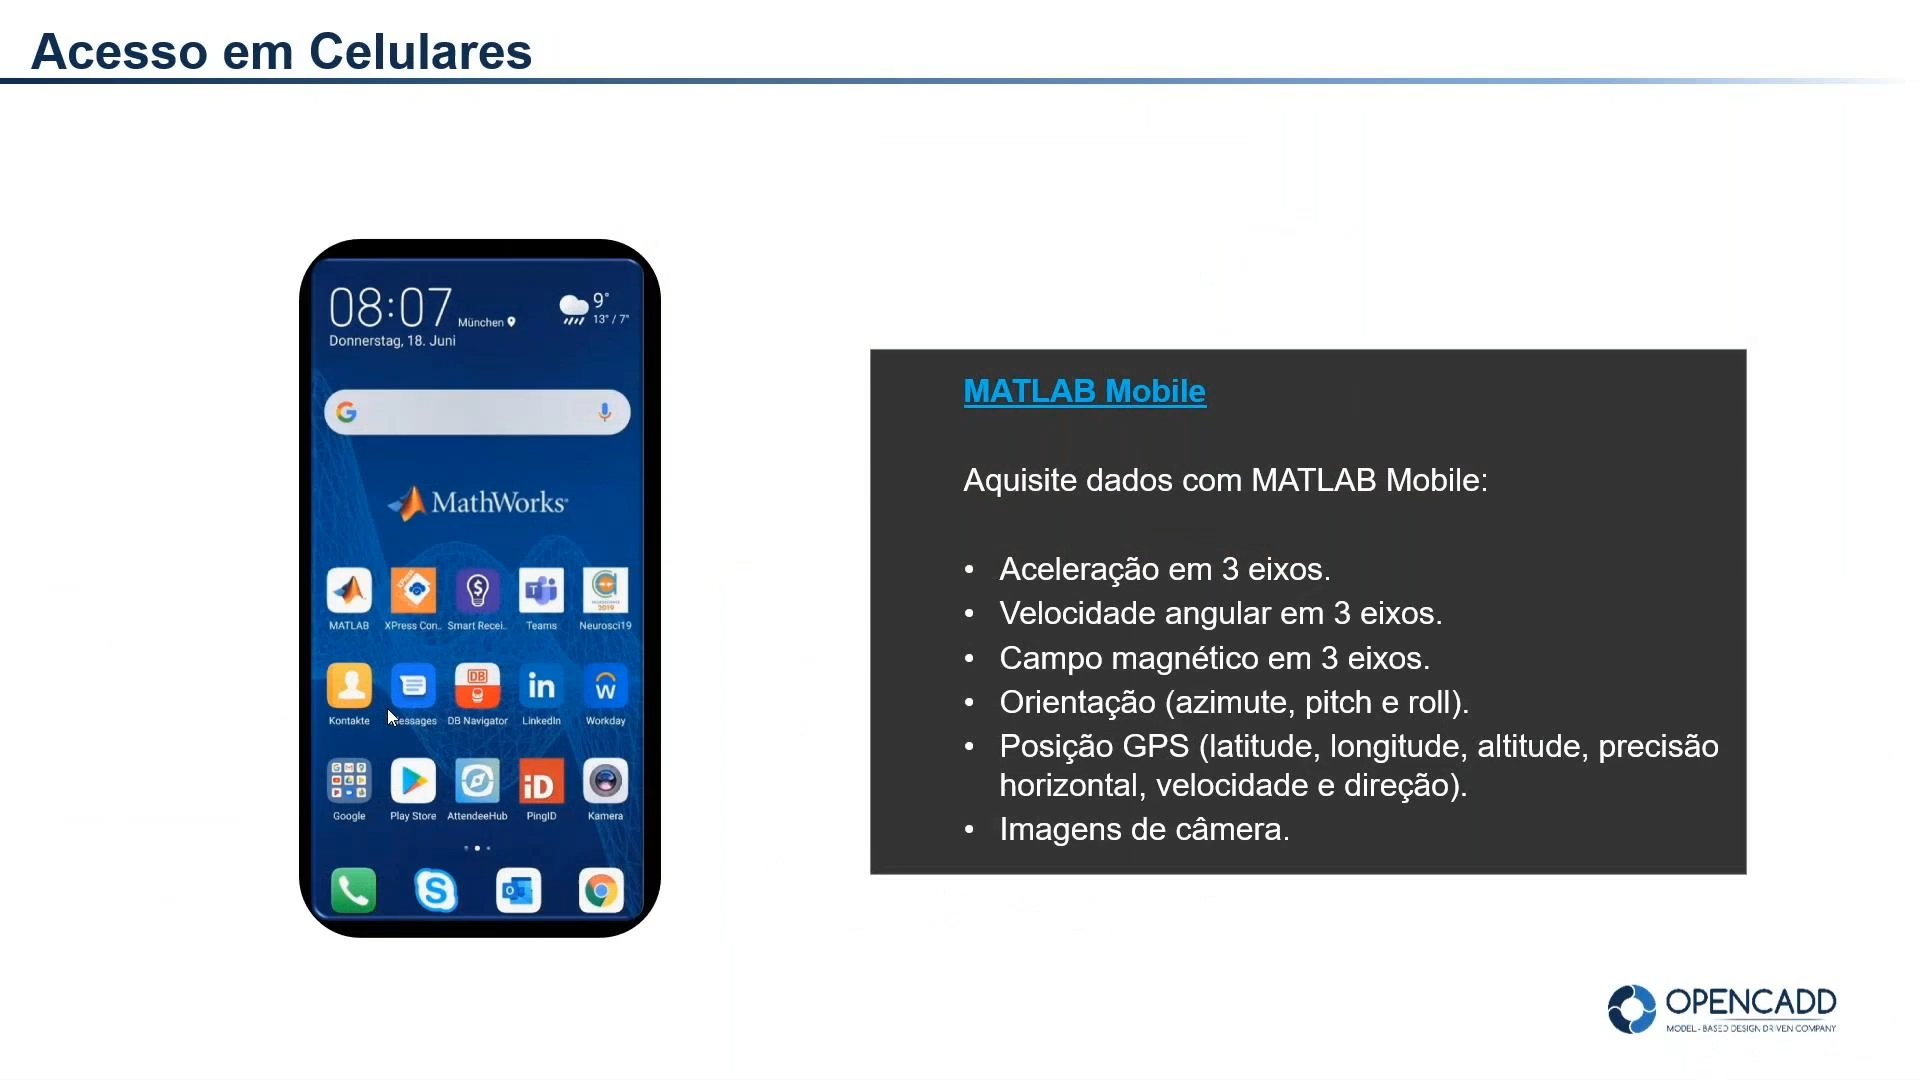 Acesso em Celulares
08:07
München
9°
13° / 7°
Donnerstag, 18. Juni
MathWorks®
MATLAB
XPress Con..
Smart Recei..
Teams
Neurosci19
Kontakte
essages
DB Navigator
LinkedIn
Workday
Google
Play Store
AttendeeHub
PingID
Kamera
MATLAB Mobile
Aquisite dados com MATLAB Mobile:
• Aceleração em 3 eixos.
• Velocidade angular em 3 eixos.
• Campo magnético em 3 eixos.
• Orientação (azimute, pitch e roll).
• Posição GPS (latitude, longitude, altitude, precisão
horizontal, velocidade e direção).
• Imagens de câmera.
OPENCADD
MODEL-BASED DESIGN DRIVEN COMPANY